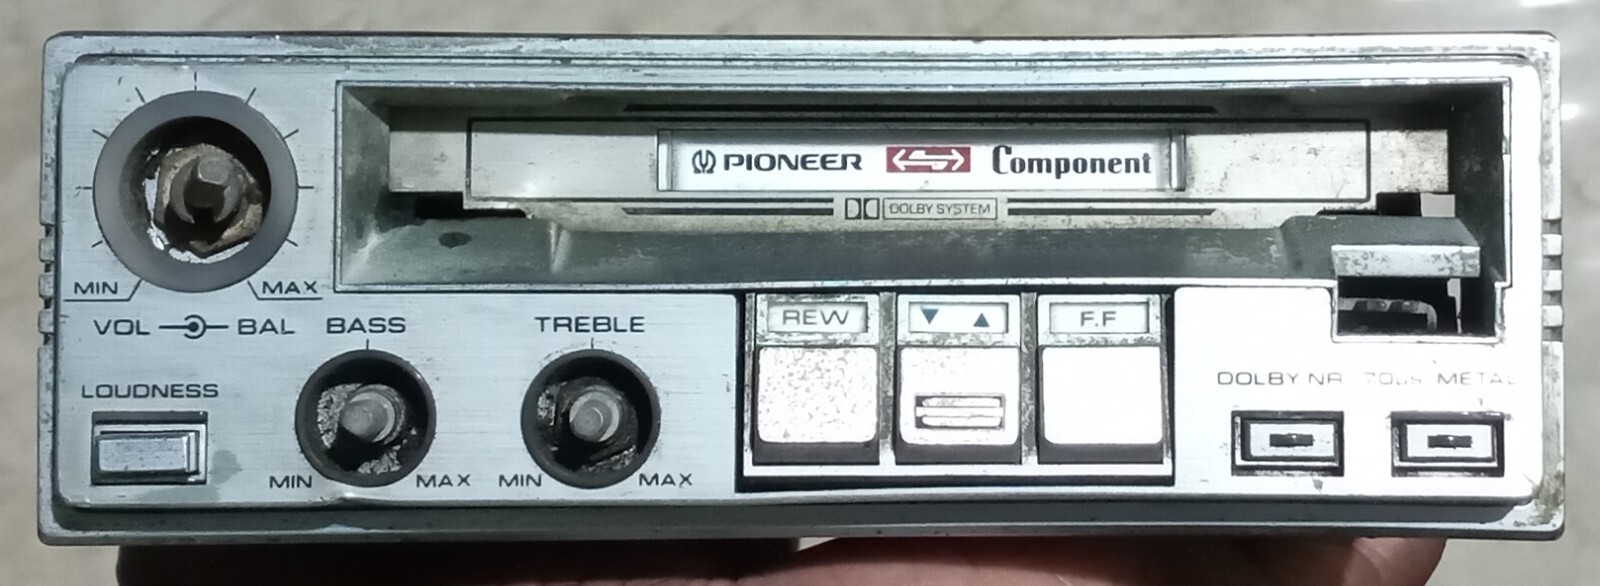 PIONEER Component
DOLBY SYSTEM
MIN MAX
VOL BAL BASS TREBLE
REW ▼ ▲ F.F
DOLBY NR 70µs METAL
LOUDNESS
MIN MAX MIN MAX